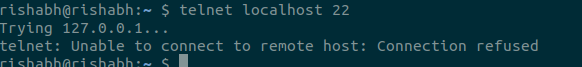 rishabh@rishabh:~ $ telnet localhost 22
Trying 127.0.0.1...
telnet: Unable to connect to remote host: Connection refused
rishabh@rishabh:~ $